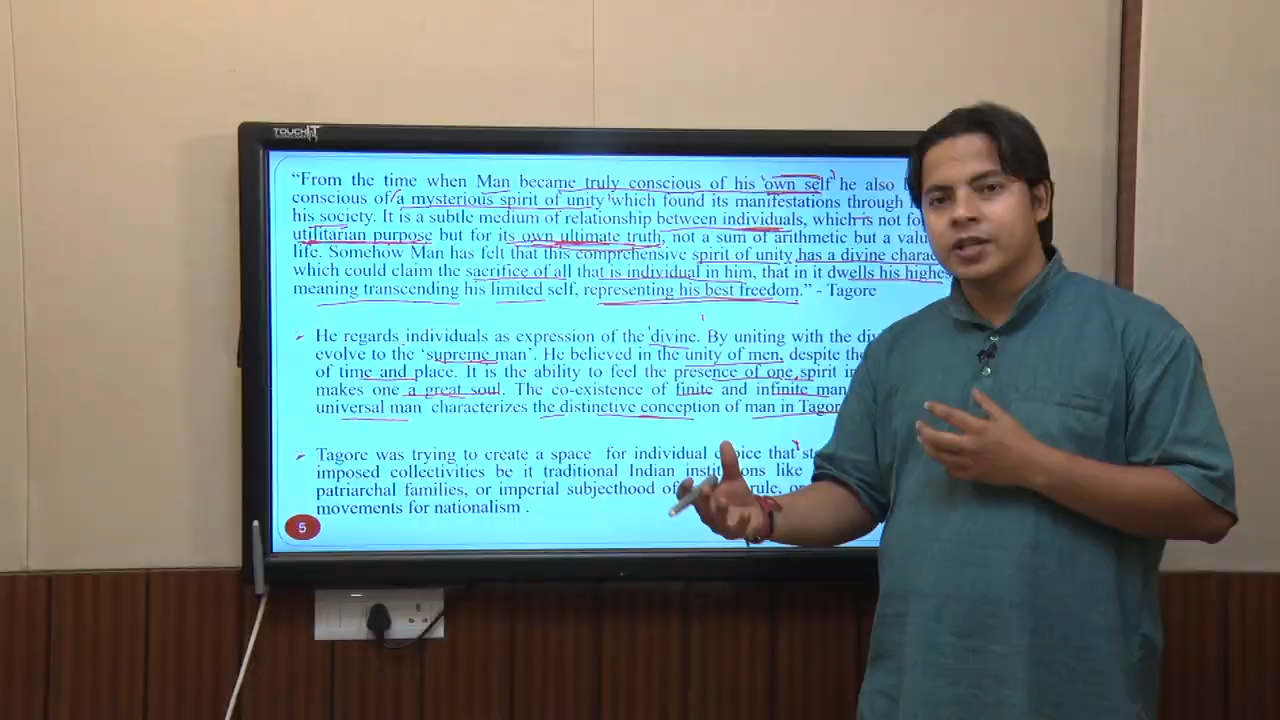 TOUCHIT
“From the time when Man became truly conscious of his ‘own self’ he also
conscious of a mysterious spirit of unity which found its manifestations through
his society. It is a subtle medium of relationship between individuals, which is not
utilitarian purpose but for its own ultimate truth, not a sum of arithmetic but a
life. Somehow Man has felt that this comprehensive spirit of unity has a divine
which could claim the sacrifice of all that is individual in him, that in it dwells his
meaning transcending his limited self, representing his best freedom.” - Tagore
He regards individuals as expression of the ‘divine. By uniting with the
evolve to the ‘supreme man’. He believed in the unity of men, despite the
of time and place. It is the ability to feel the presence of one spirit
makes one a great soul. The co-existence of finite and infinite man
universal man characterizes the distinctive conception of man in
Tagore was trying to create a space for individual choice that
imposed collectivities be it traditional Indian institutions like
patriarchal families, or imperial subjecthood of rule, or
movements for nationalism .
5